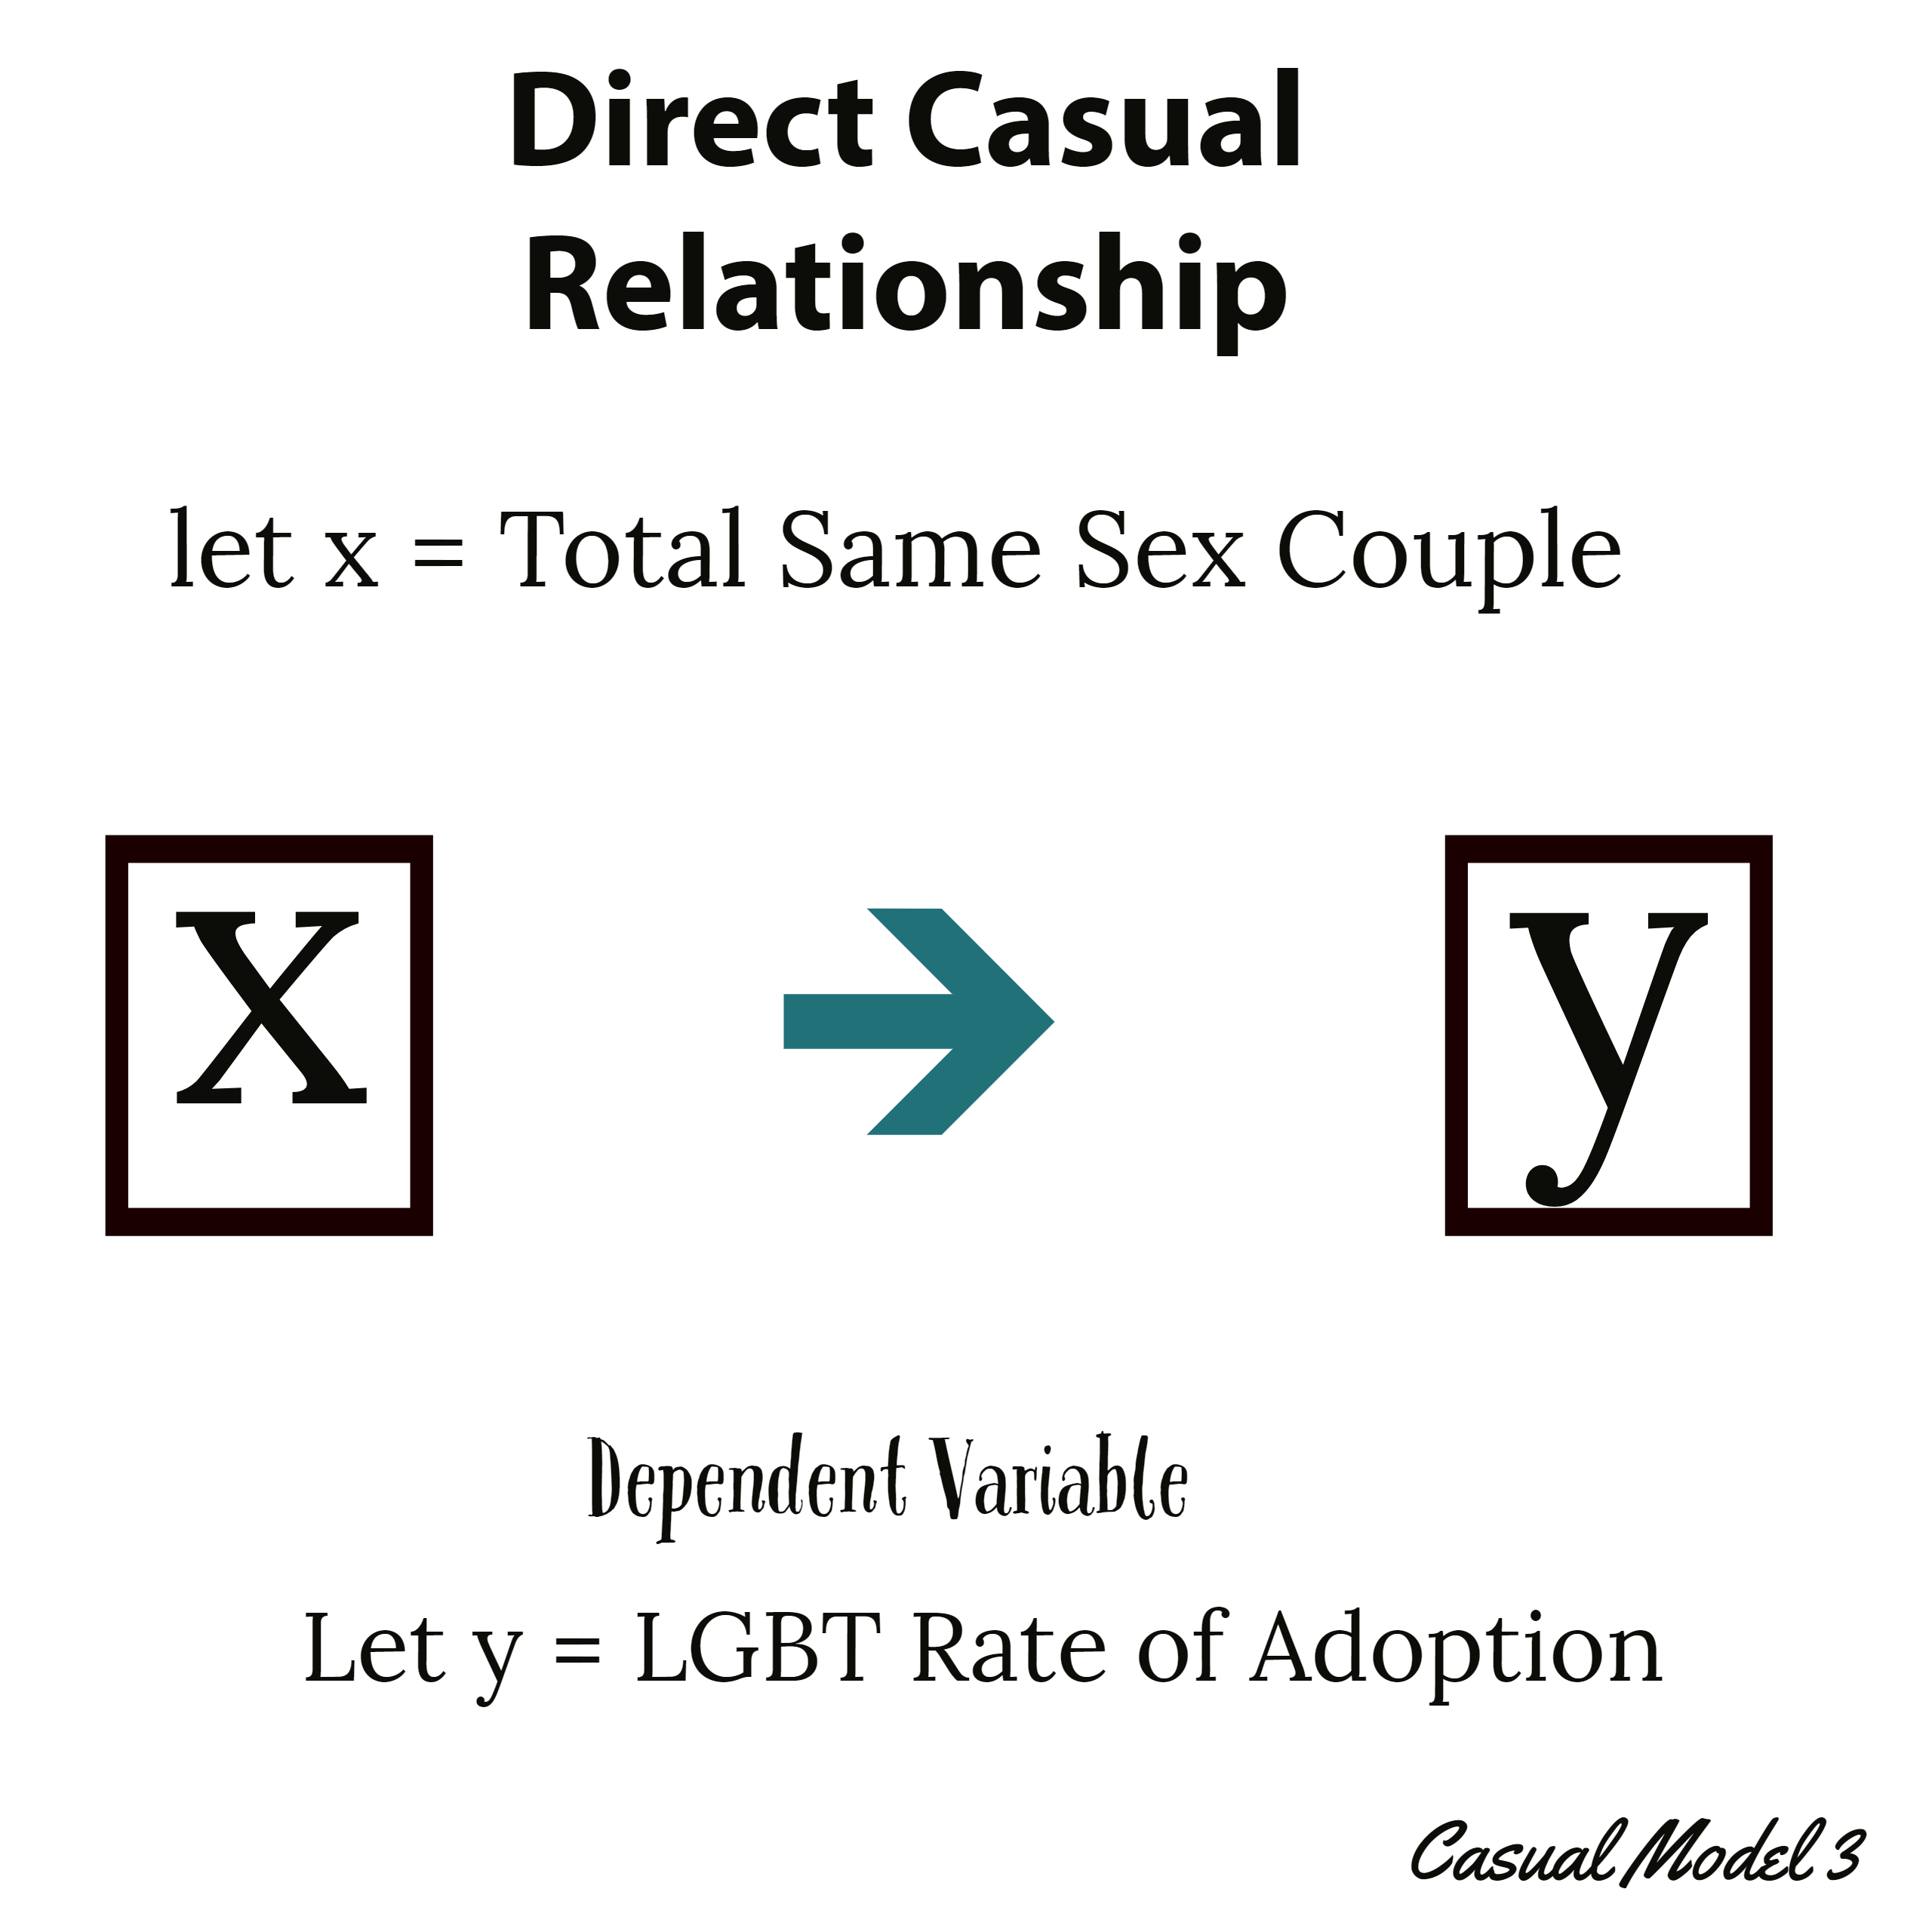 Direct Casual
Relationship
let x = Total Same Sex Couple
x
y
Dependent Variable
Let y = LGBT Rate of Adoption
Casual Model 3